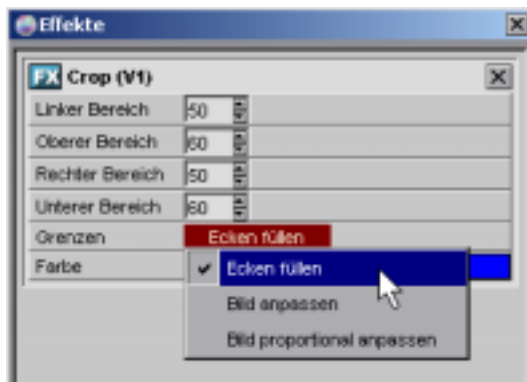 Effekte
FX Crop (V1)
Linker Bereich 50
Oberer Bereich 60
Rechter Bereich 50
Unterer Bereich 60
Grenzen Ecken füllen
Farbe
Ecken füllen
Bild anpassen
Bild proportional anpassen